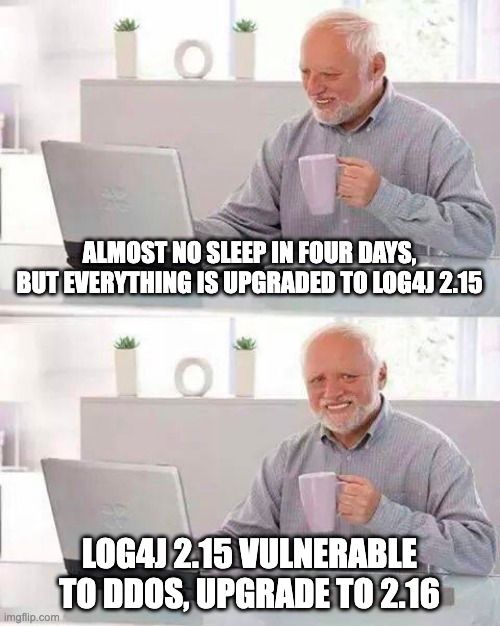 ALMOST NO SLEEP IN FOUR DAYS,
BUT EVERYTHING IS UPGRADED TO LOG4J 2.15
LOG4J 2.15 VULNERABLE
TO DDOS, UPGRADE TO 2.16
imgflip.com